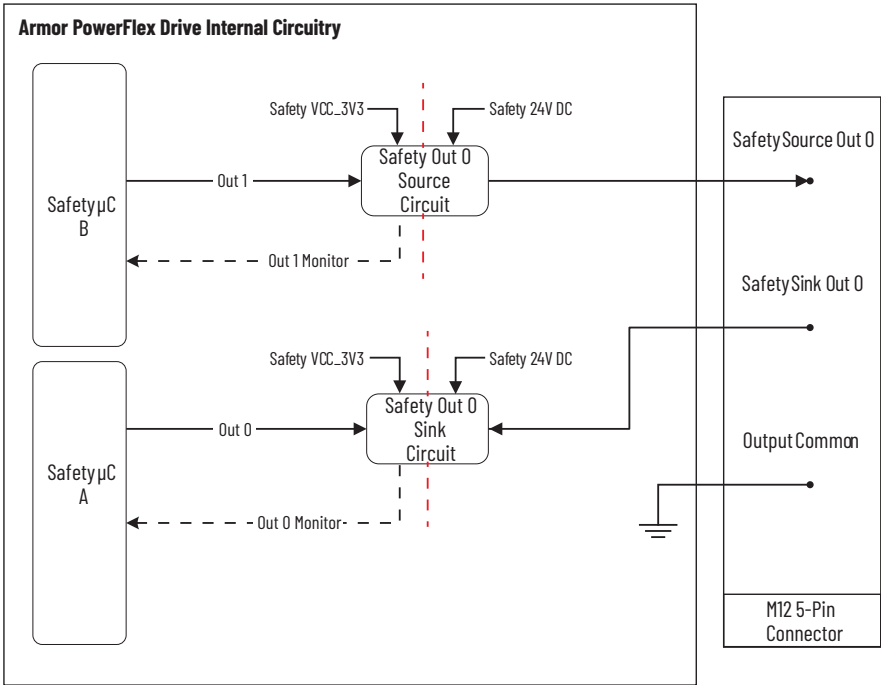 Armor PowerFlex Drive Internal Circuitry
Safety VCC_3V3
Safety 24V DC
Safety Source Out 0
Safety Out 0
Source
Circuit
Out 1
Safety µC
B
Out 1 Monitor
Safety Sink Out 0
Safety VCC_3V3
Safety 24V DC
Safety Out 0
Sink
Circuit
Out 0
Output Common
Safety µC
A
Out 0 Monitor
M12 5-Pin
Connector